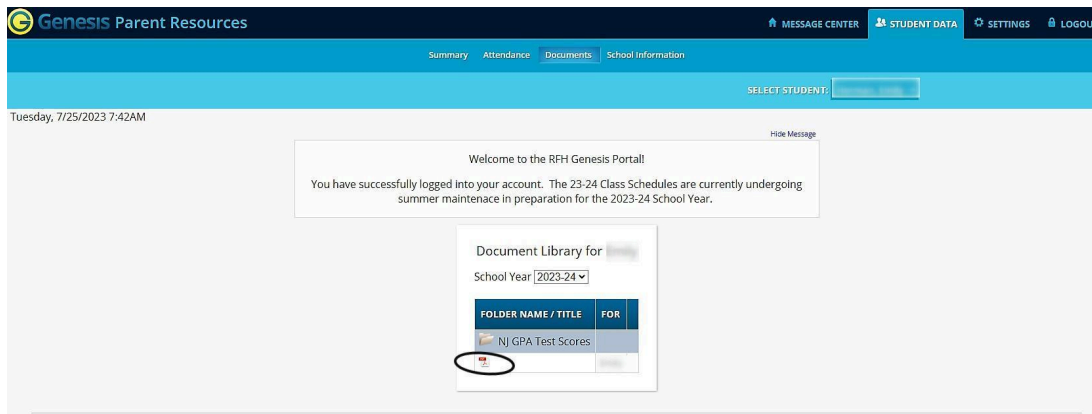 Genesis Parent Resources
MESSAGE CENTER
STUDENT DATA
SETTINGS
LOGOUT
Summary Attendance Documents School Information
SELECT STUDENT:
Tuesday, 7/25/2023 7:42AM
Hide Message
Welcome to the RFH Genesis Portal!
You have successfully logged into your account. The 23-24 Class Schedules are currently undergoing
summer maintenace in preparation for the 2023-24 School Year.
Document Library for
School Year 2023-24
FOLDER NAME / TITLE FOR
NJ GPA Test Scores